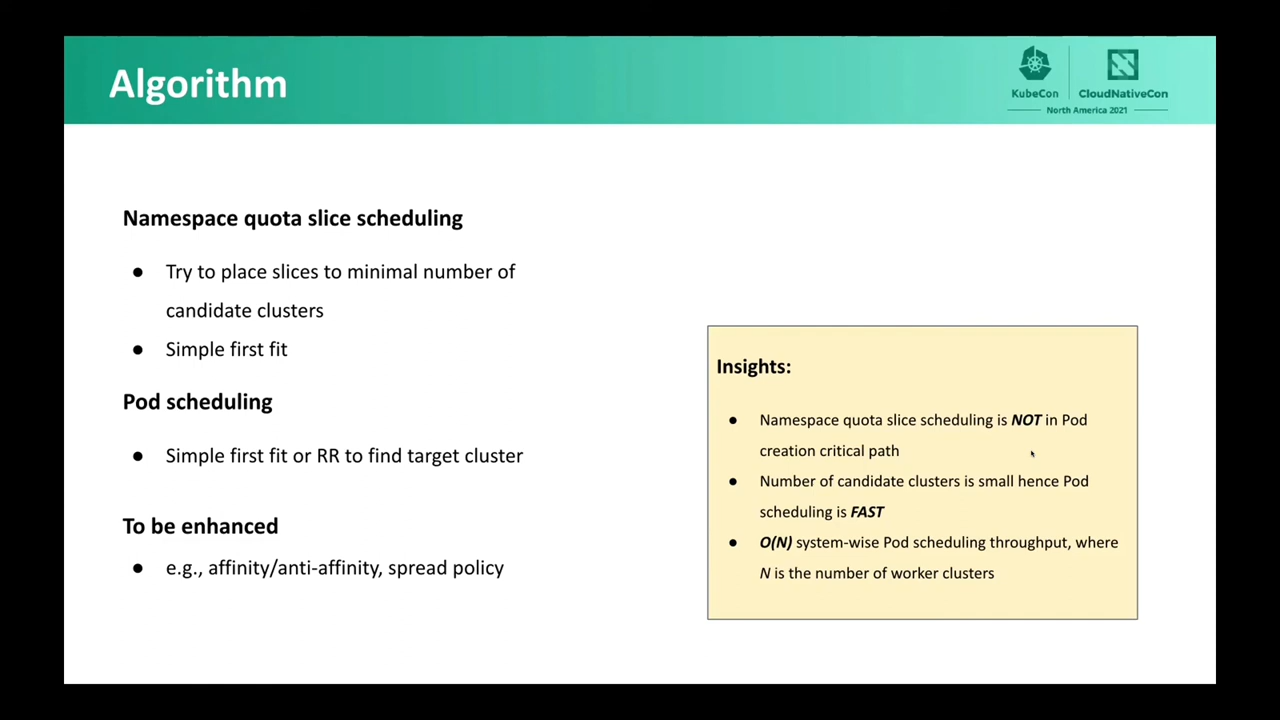 Algorithm
KubeCon
CloudNativeCon
North America 2021
Namespace quota slice scheduling
● Try to place slices to minimal number of
candidate clusters
● Simple first fit
Pod scheduling
● Simple first fit or RR to find target cluster
To be enhanced
● e.g., affinity/anti-affinity, spread policy
Insights:
● Namespace quota slice scheduling is NOT in Pod
creation critical path
● Number of candidate clusters is small hence Pod
scheduling is FAST
● O(N) system-wise Pod scheduling throughput, where
N is the number of worker clusters